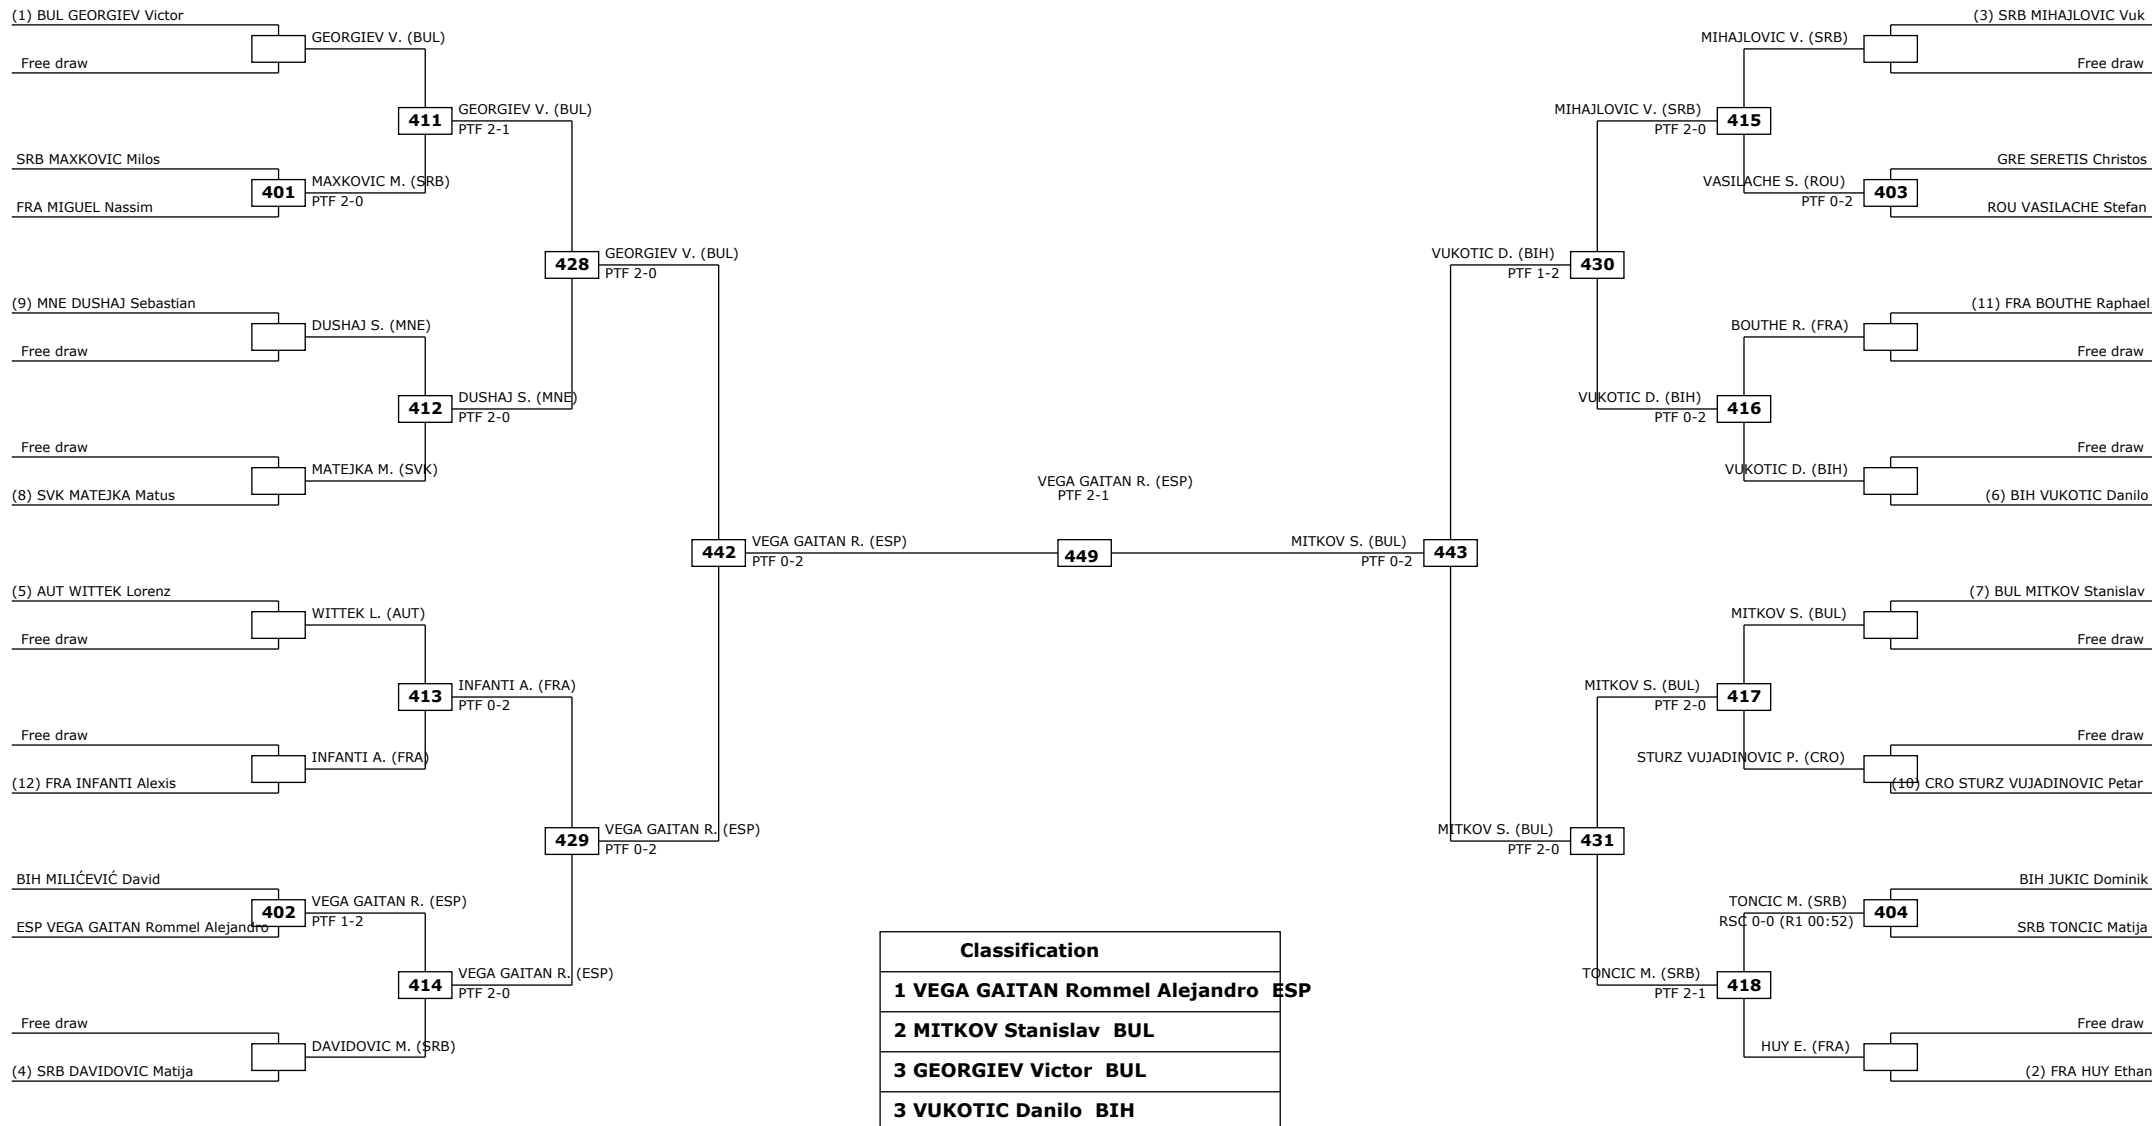 (1) BUL GEORGIEV Victor
GEORGIEV V. (BUL)
Free draw
GEORGIEV V. (BUL)
411
PTF 2-1
SRB MAXKOVIC Milos
401
MAXKOVIC M. (SRB)
PTF 2-0
FRA MIGUEL Nassim
428
GEORGIEV V. (BUL)
PTF 2-0
(9) MNE DUSHAJ Sebastian
DUSHAJ S. (MNE)
Free draw
412
DUSHAJ S. (MNE)
PTF 2-0
Free draw
MATEJKA M. (SVK)
(8) SVK MATEJKA Matus
442
VEGA GAITAN R. (ESP)
PTF 0-2
(5) AUT WITTEK Lorenz
WITTEK L. (AUT)
Free draw
413
INFANTI A. (FRA)
PTF 0-2
Free draw
INFANTI A. (FRA)
(12) FRA INFANTI Alexis
429
VEGA GAITAN R. (ESP)
PTF 0-2
BIH MILIĆEVIĆ David
402
VEGA GAITAN R. (ESP)
PTF 1-2
ESP VEGA GAITAN Rommel Alejandro
414
VEGA GAITAN R. (ESP)
PTF 2-0
Free draw
DAVIDOVIC M. (SRB)
(4) SRB DAVIDOVIC Matija
VEGA GAITAN R. (ESP)
PTF 2-1
449
(3) SRB MIHAJLOVIC Vuk
MIHAJLOVIC V. (SRB)
Free draw
MIHAJLOVIC V. (SRB)
PTF 2-0
415
GRE SERETIS Christos
VASILACHE S. (ROU)
PTF 0-2
403
ROU VASILACHE Stefan
VUKOTIC D. (BIH)
PTF 1-2
430
(11) FRA BOUTHE Raphael
BOUTHE R. (FRA)
Free draw
VUKOTIC D. (BIH)
PTF 0-2
416
Free draw
VUKOTIC D. (BIH)
(6) BIH VUKOTIC Danilo
MITKOV S. (BUL)
PTF 0-2
443
(7) BUL MITKOV Stanislav
MITKOV S. (BUL)
Free draw
MITKOV S. (BUL)
PTF 2-0
417
Free draw
STURZ VUJADINOVIC P. (CRO)
(10) CRO STURZ VUJADINOVIC Petar
MITKOV S. (BUL)
PTF 2-0
431
BIH JUKIC Dominik
TONCIC M. (SRB)
RSC 0-0 (R1 00:52)
404
SRB TONCIC Matija
TONCIC M. (SRB)
PTF 2-1
418
Free draw
HUY E. (FRA)
(2) FRA HUY Ethan
Classification
1 VEGA GAITAN Rommel Alejandro ESP
2 MITKOV Stanislav BUL
3 GEORGIEV Victor BUL
3 VUKOTIC Danilo BIH